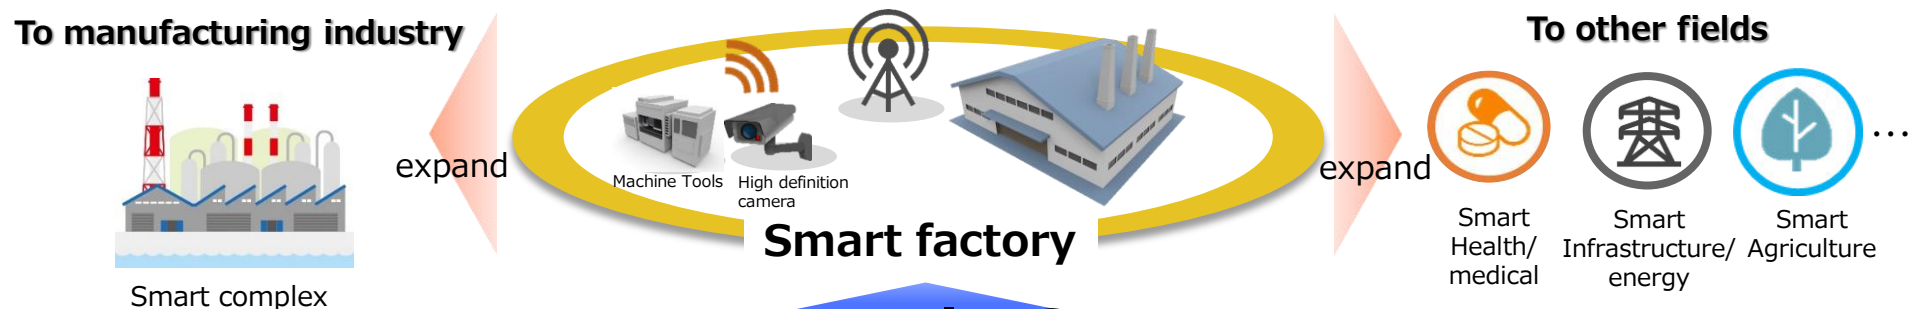 To manufacturing industry
expand
Smart complex
Machine Tools
High definition
camera
Smart factory
expand
To other fields
Smart
Health/
medical
Smart
Infrastructure/
energy
Smart
Agriculture
…